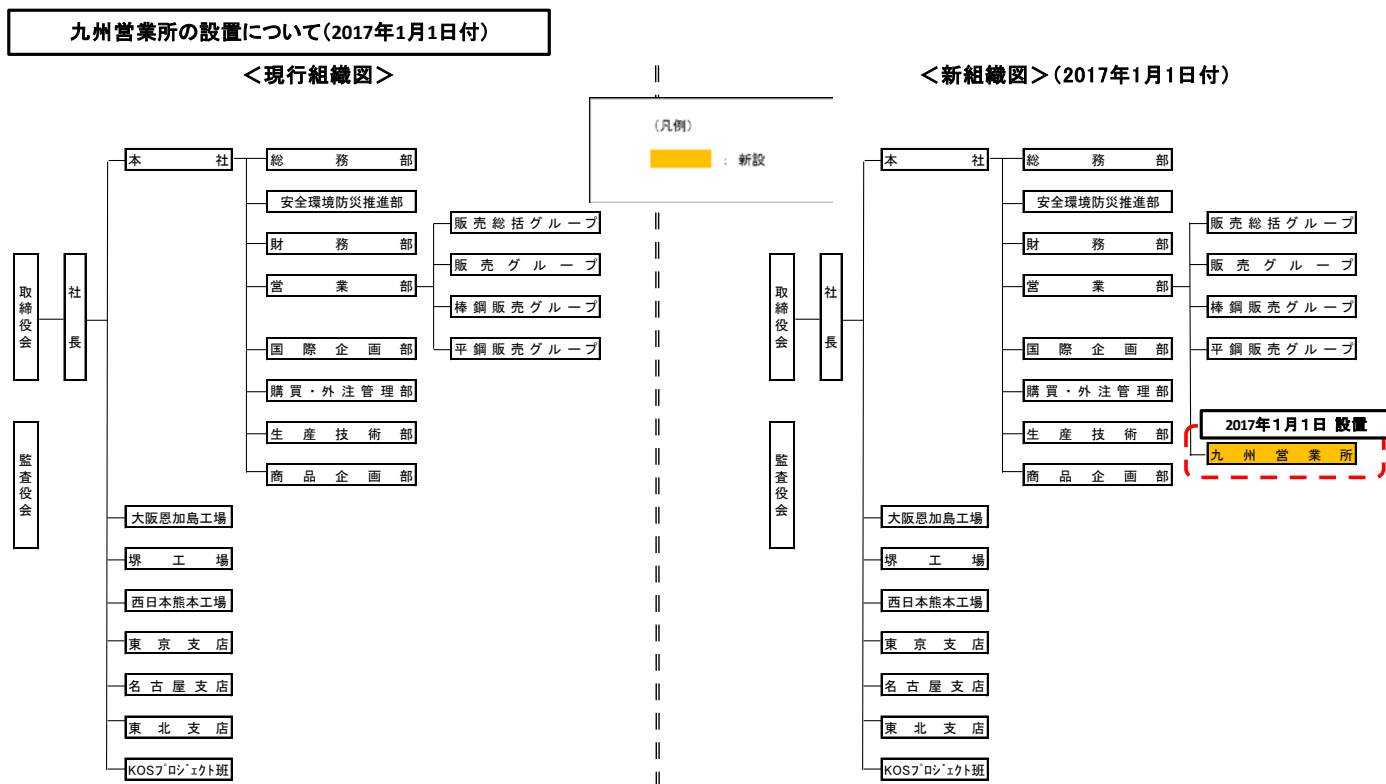 九州営業所の設置について(2017年1月1日付)
＜現行組織図＞
(凡例)
：新設
取締役会
社長
監査役会
本社
総務部
安全環境防災推進部
財務部
営業部
販売総括グループ
販売グループ
棒鋼販売グループ
平鋼販売グループ
国際企画部
購買・外注管理部
生産技術部
商品企画部
大阪恩加島工場
堺工場
西日本熊本工場
東京支店
名古屋支店
東北支店
KOSﾌﾟﾛｼﾞｪｸﾄ班
＜新組織図＞(2017年1月1日付)
取締役会
社長
監査役会
本社
総務部
安全環境防災推進部
財務部
営業部
販売総括グループ
販売グループ
棒鋼販売グループ
平鋼販売グループ
2017年1月1日 設置
九州営業所
国際企画部
購買・外注管理部
生産技術部
商品企画部
大阪恩加島工場
堺工場
西日本熊本工場
東京支店
名古屋支店
東北支店
KOSﾌﾟﾛｼﾞｪｸﾄ班